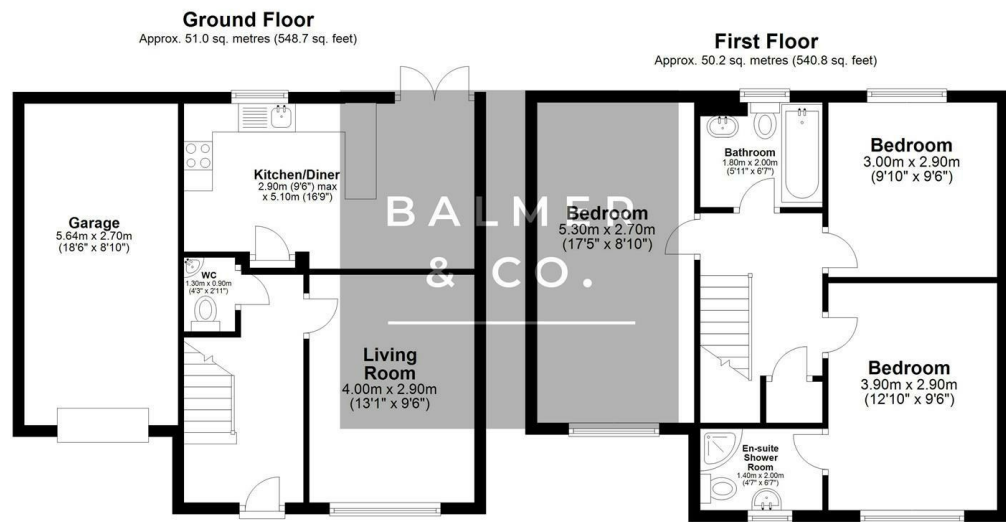 Ground Floor
Approx. 51.0 sq. metres (548.7 sq. feet)
Garage
5.64m x 2.70m
(18'6" x 8'10")
Kitchen/Diner
2.90m (9'6") max
x 5.10m (16'9")
WC
1.30m x 0.90m
(4'3" x 2'11")
Living
Room
4.00m x 2.90m
(13'1" x 9'6")
First Floor
Approx. 50.2 sq. metres (540.8 sq. feet)
Bedroom
5.30m x 2.70m
(17'5" x 8'10")
Bathroom
1.80m x 2.00m
(5'11" x 6'7")
Bedroom
3.00m x 2.90m
(9'10" x 9'6")
Bedroom
3.90m x 2.90m
(12'10" x 9'6")
En-suite
Shower
Room
1.40m x 2.00m
(4'7" x 6'7")
BALMER
& CO.